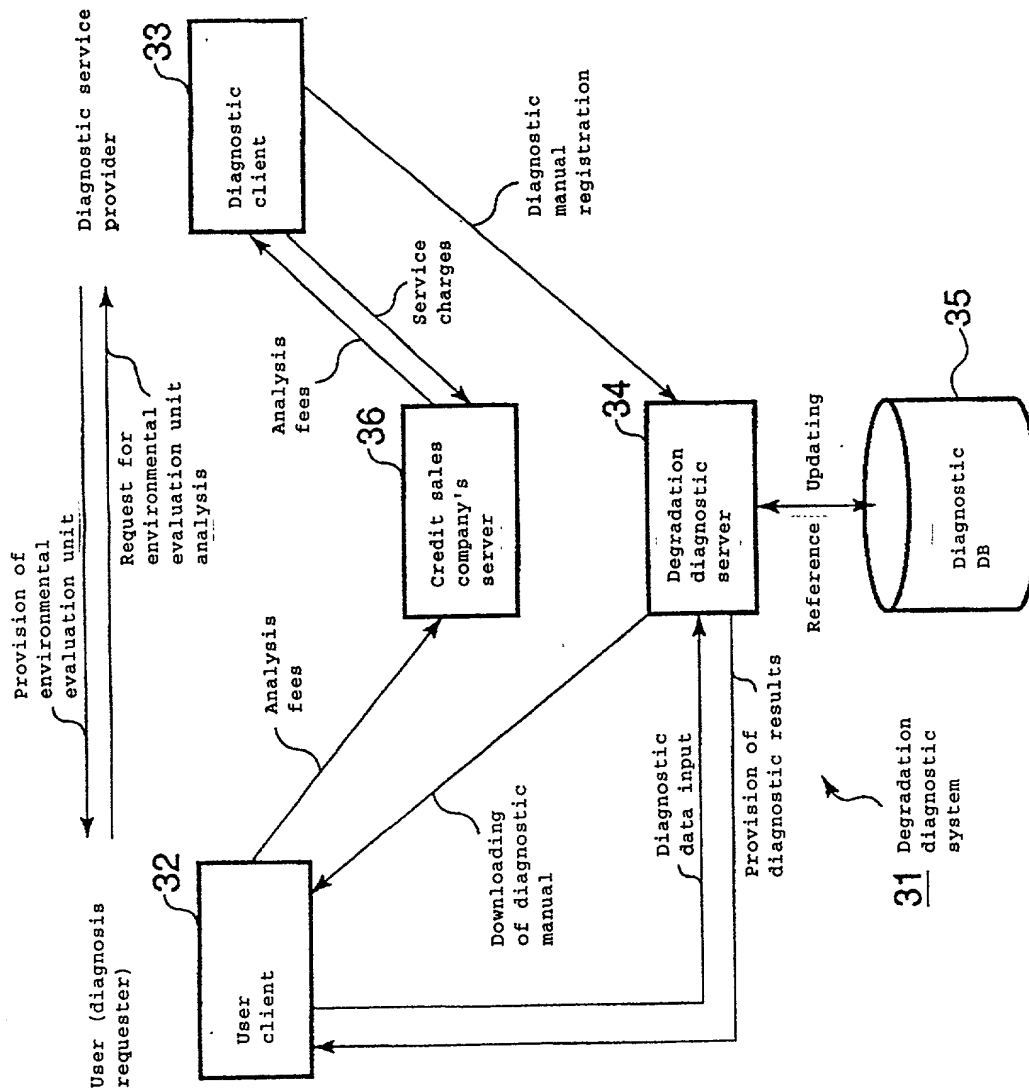 User (diagnosis
requester)
Provision of
environmental
evaluation unit
Request for
environmental
evaluation unit
analysis
Diagnostic service
provider
32
User
client
33
Diagnostic
client
Analysis
fees
Analysis
fees
Service
charges
36
Credit sales
company's
server
Downloading
of diagnostic
manual
Diagnostic
manual
registration
Diagnostic
data input
Provision of
diagnostic results
34
Degradation
diagnostic
server
Reference
Updating
35
Diagnostic
DB
31 Degradation
diagnostic
system